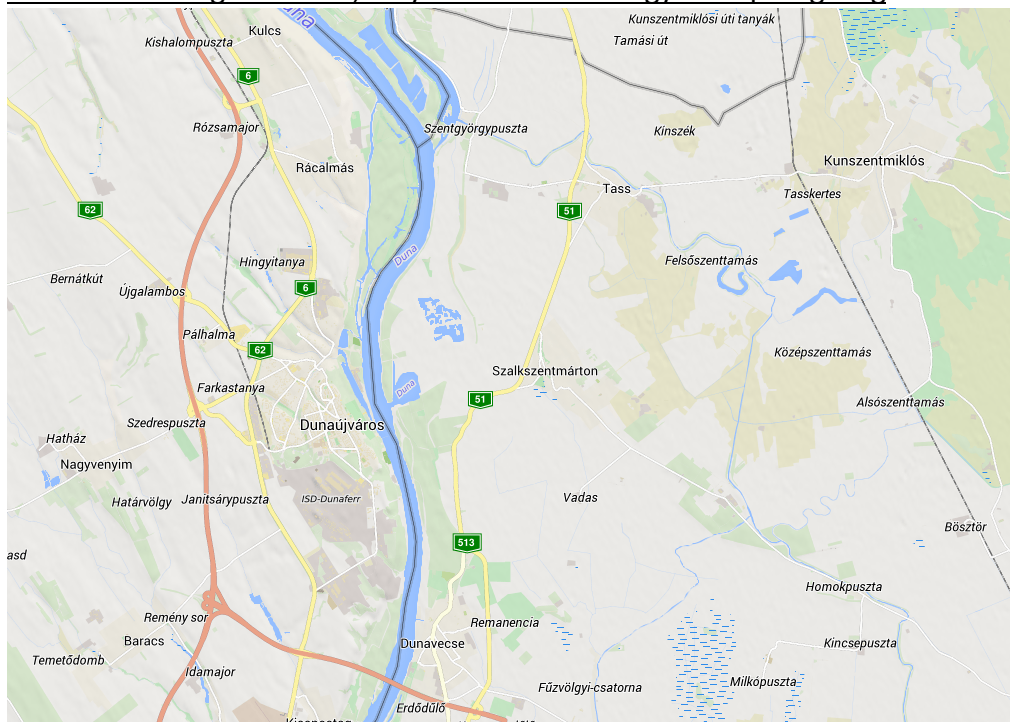 Kunszentmiklósi úti tanyák
Kulcs
Duna
Kishalompuszta
Tamási út
6
Rózsamajor
Szentgyörgypuszta
Kinszék
Rácalmás
Kunszentmiklós
Tass
Tasskertes
62
51
Duna
Hingyitanya
Felsőszenttamás
Bernátkút
Újgalambos
6
Pálhalma
62
Középszenttamás
Szalkszentmárton
Farkastanya
Duna
51
Alsószenttamás
Szedrespuszta
Dunaújváros
Hatház
Nagyvenyim
Határvölgy
Janitsárypuszta
ISD-Dunaferr
Vadas
Bösztör
513
asd
Homokpuszta
Remény sor
Remanencia
Baracs
Dunavecse
Kincsepuszta
Temetődomb
Idamajor
Fűzvölgyi-csatorna
Milkópuszta
Erdődűlő